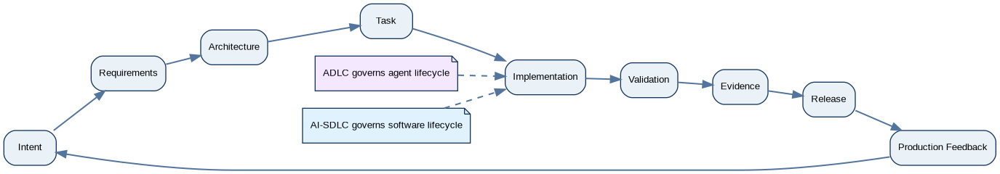 Intent
Requirements
Architecture
Task
ADLC governs agent lifecycle
AI-SDLC governs software lifecycle
Implementation
Validation
Evidence
Release
Production Feedback